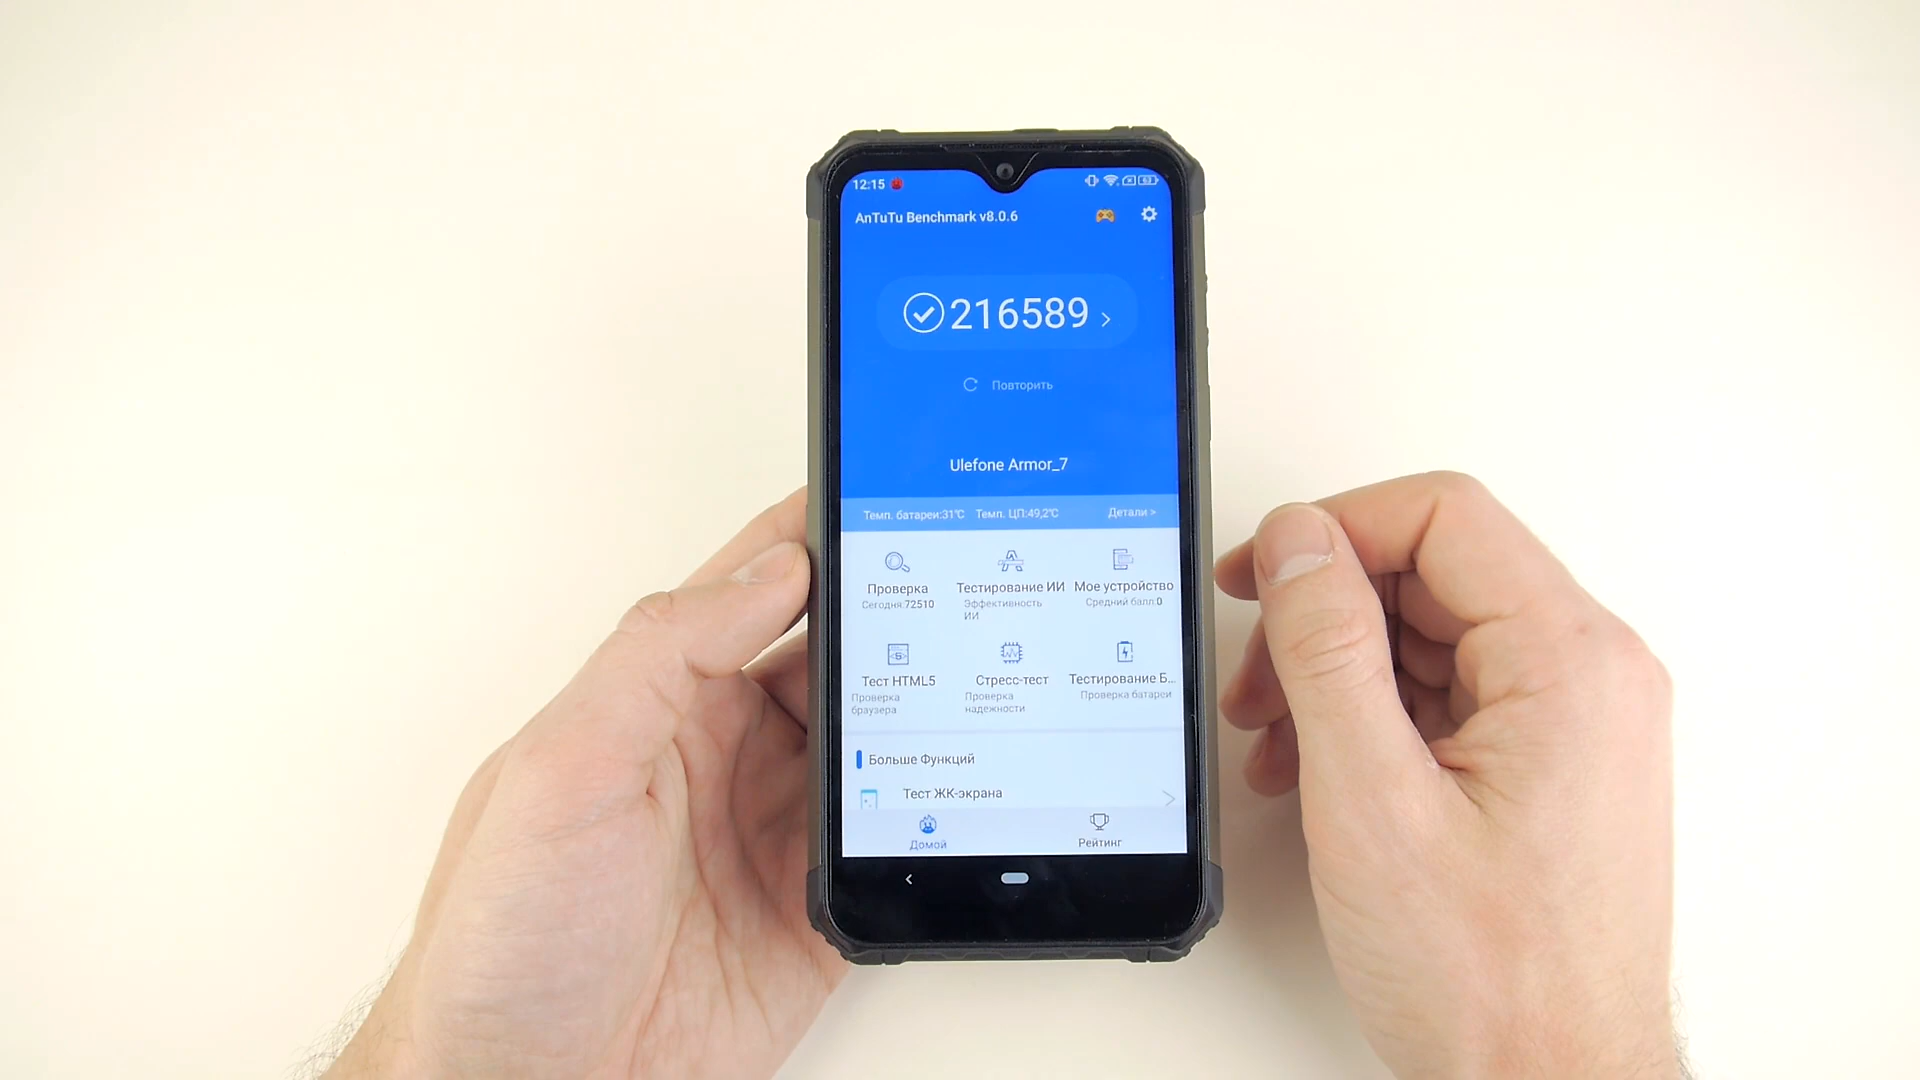 12:15
63
AnTuTu Benchmark v8.0.6
216589
Повторить
Ulefone Armor_7
Темп. батареи:31℃ Темп. ЦП:49,2℃ Детали >
Проверка
Сегодня:72510
Тестирование ИИ
Эффективность
ИИ
Мое устройство
Средний балл:0
Тест HTML5
Проверка
браузера
Стресс-тест
Проверка
надежности
Тестирование Б...
Проверка батареи
Больше Функций
Тест ЖК-экрана
Домой
Рейтинг